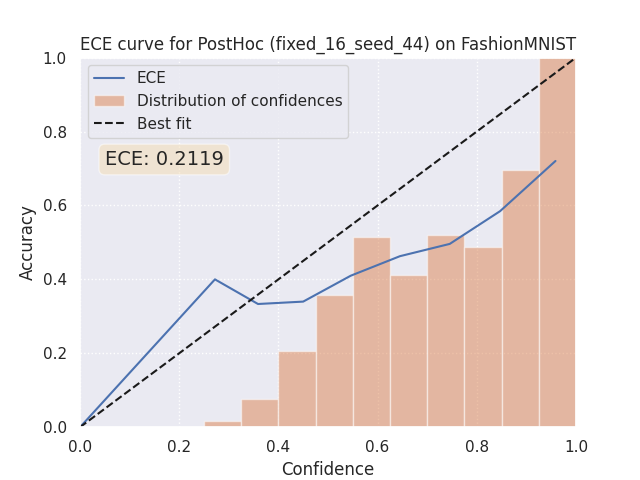 ECE curve for PostHoc (fixed_16_seed_44) on FashionMNIST
ECE
Distribution of confidences
Best fit
ECE: 0.2119
Accuracy
1.0
0.8
0.6
0.4
0.2
0.0
0.0 0.2 0.4 0.6 0.8 1.0
Confidence